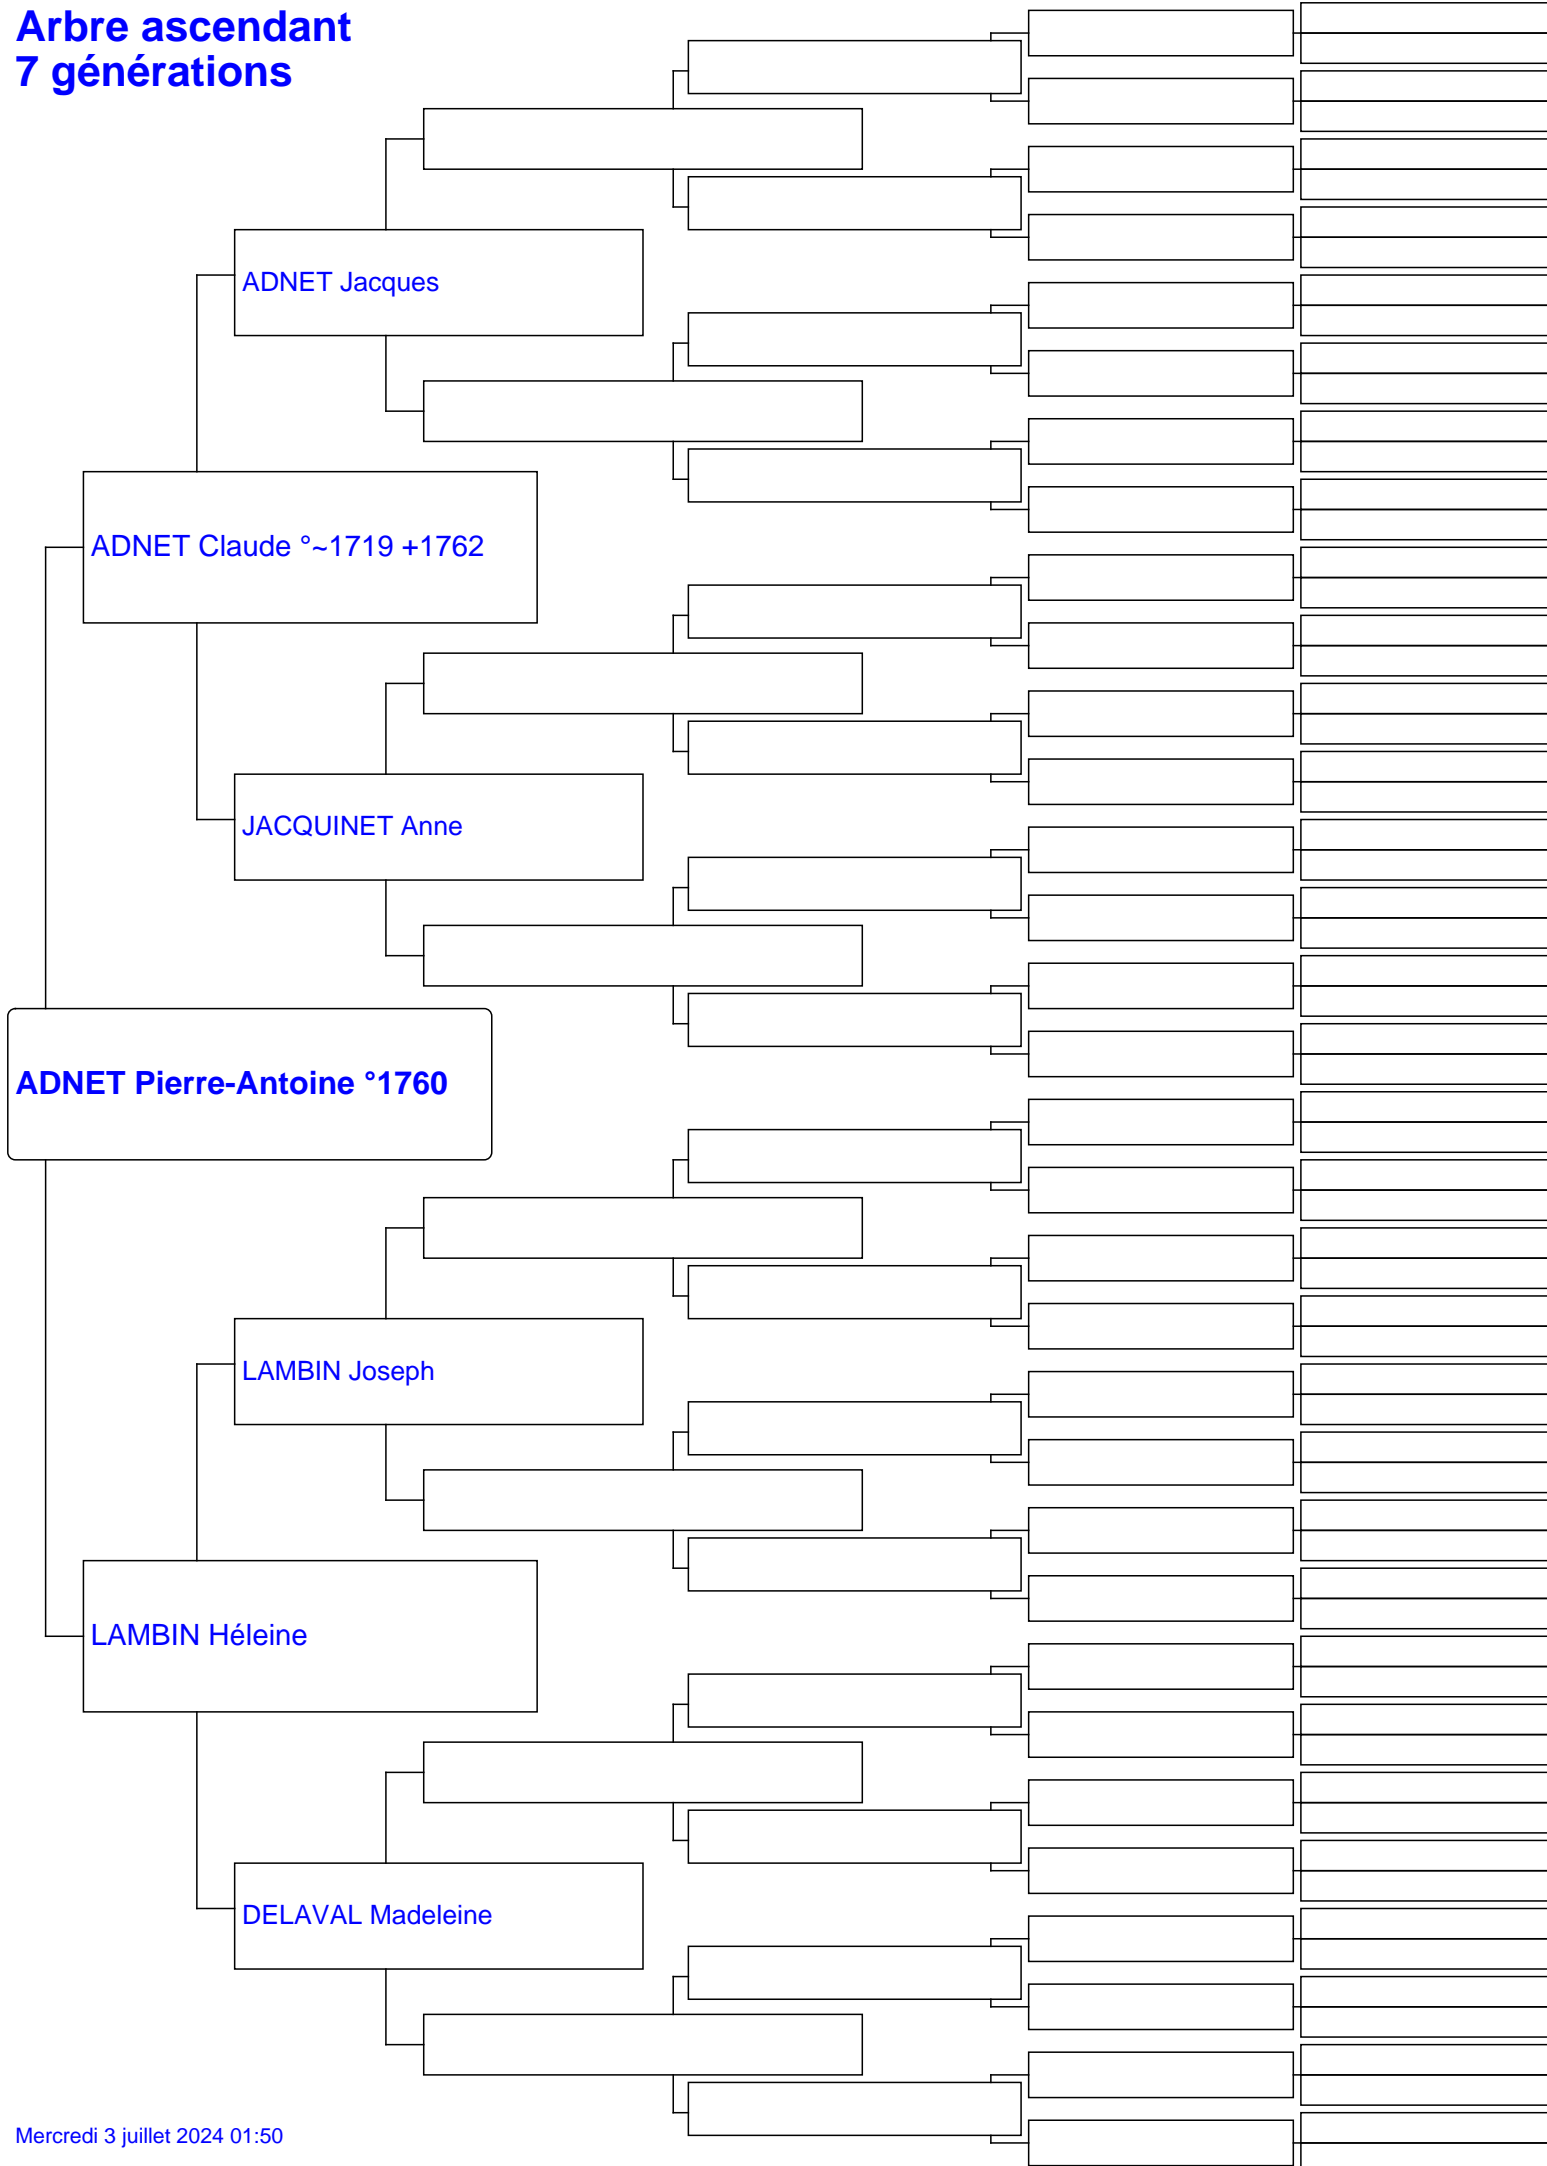 Arbre ascendant
7 générations
ADNET Jacques
ADNET Claude °~1719 +1762
JACQUINET Anne
ADNET Pierre-Antoine °1760
LAMBIN Joseph
LAMBIN Héleine
DELAVAL Madeleine
Mercredi 3 juillet 2024 01:50